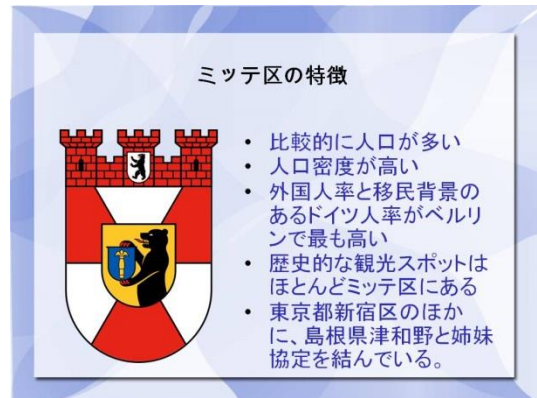 ミッテ区の特徴
• 比較的に人口が多い
• 人口密度が高い
• 外国人率と移民背景の
あるドイツ人率がベルリ
ンで最も高い
• 歴史的な観光スポットは
ほとんどミッテ区にある
• 東京都新宿区のほか
に、島根県津和野と姉妹
協定を結んでいる。